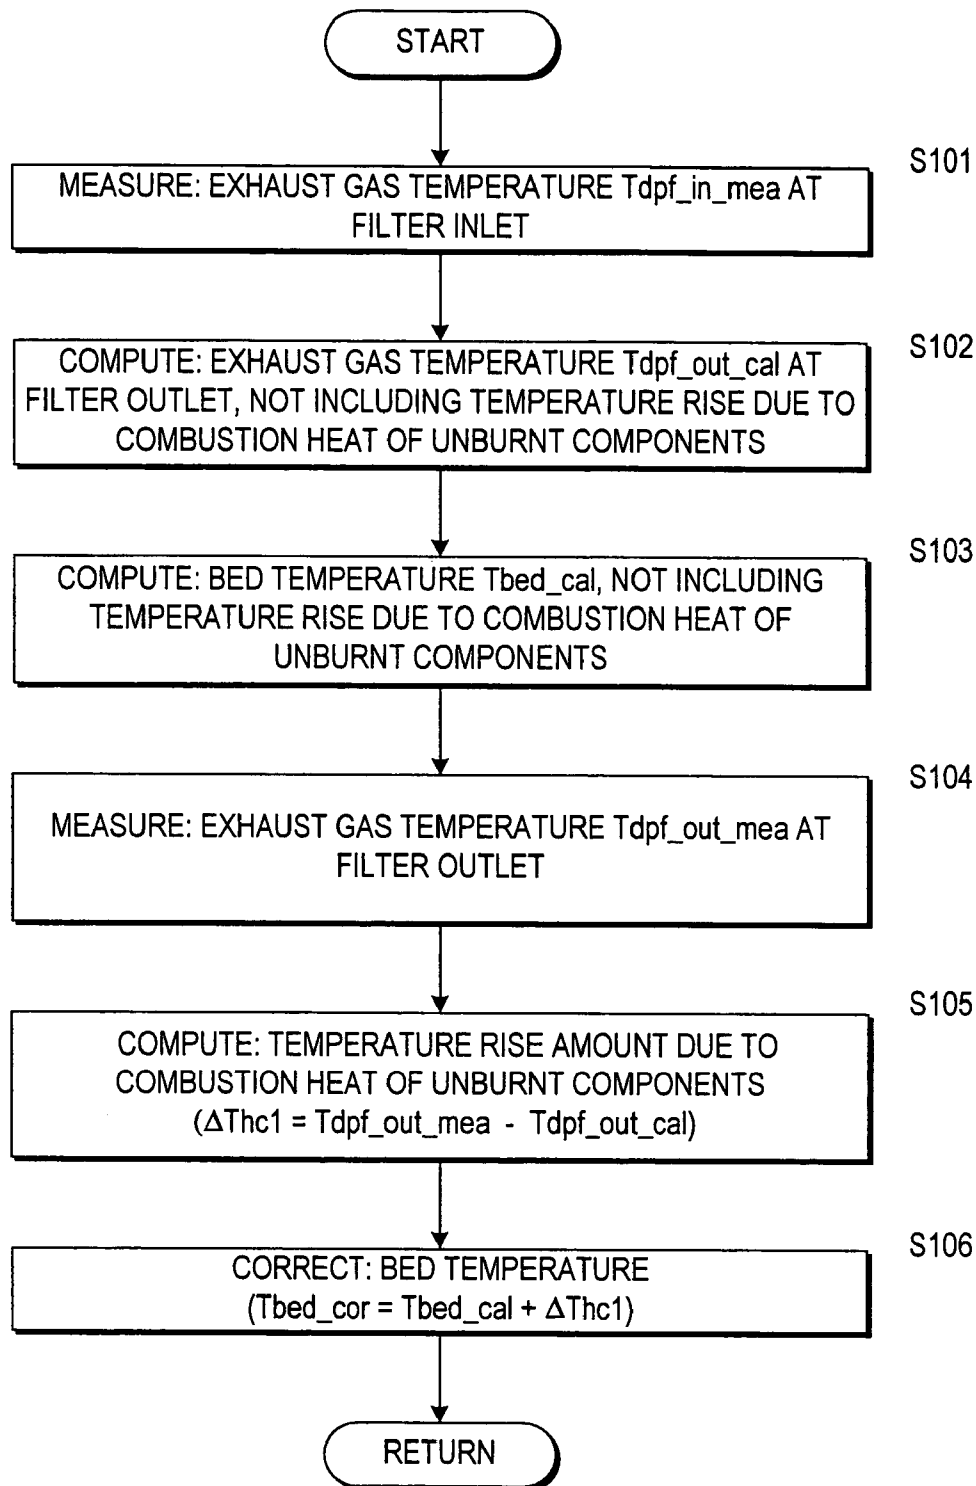 START
S101
MEASURE: EXHAUST GAS TEMPERATURE Tdpf_in_mea AT
FILTER INLET
S102
COMPUTE: EXHAUST GAS TEMPERATURE Tdpf_out_cal AT
FILTER OUTLET, NOT INCLUDING TEMPERATURE RISE DUE TO
COMBUSTION HEAT OF UNBURNT COMPONENTS
S103
COMPUTE: BED TEMPERATURE Tbed_cal, NOT INCLUDING
TEMPERATURE RISE DUE TO COMBUSTION HEAT OF
UNBURNT COMPONENTS
S104
MEASURE: EXHAUST GAS TEMPERATURE Tdpf_out_mea AT
FILTER OUTLET
S105
COMPUTE: TEMPERATURE RISE AMOUNT DUE TO
COMBUSTION HEAT OF UNBURNT COMPONENTS
(ΔThc1 = Tdpf_out_mea - Tdpf_out_cal)
S106
CORRECT: BED TEMPERATURE
(Tbed_cor = Tbed_cal + ΔThc1)
RETURN